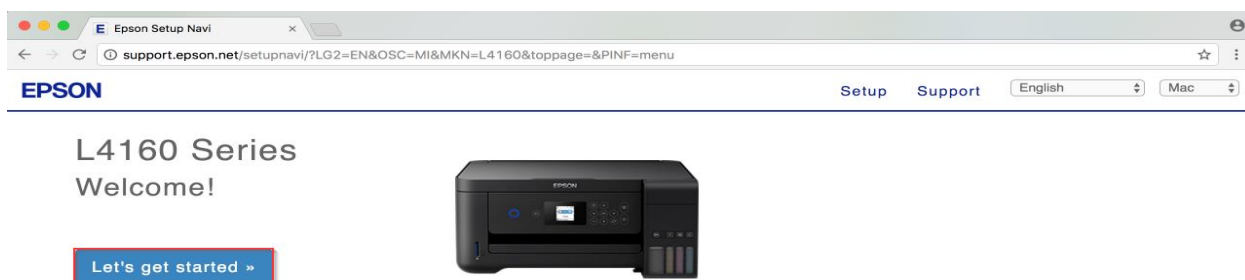 E Epson Setup Navi
support.epson.net/setupnavi/?LG2=EN&OSC=MI&MKN=L4160&toppage=&PINF=menu
EPSON Setup Support English Mac
L4160 Series
Welcome!
EPSON
Let's get started »